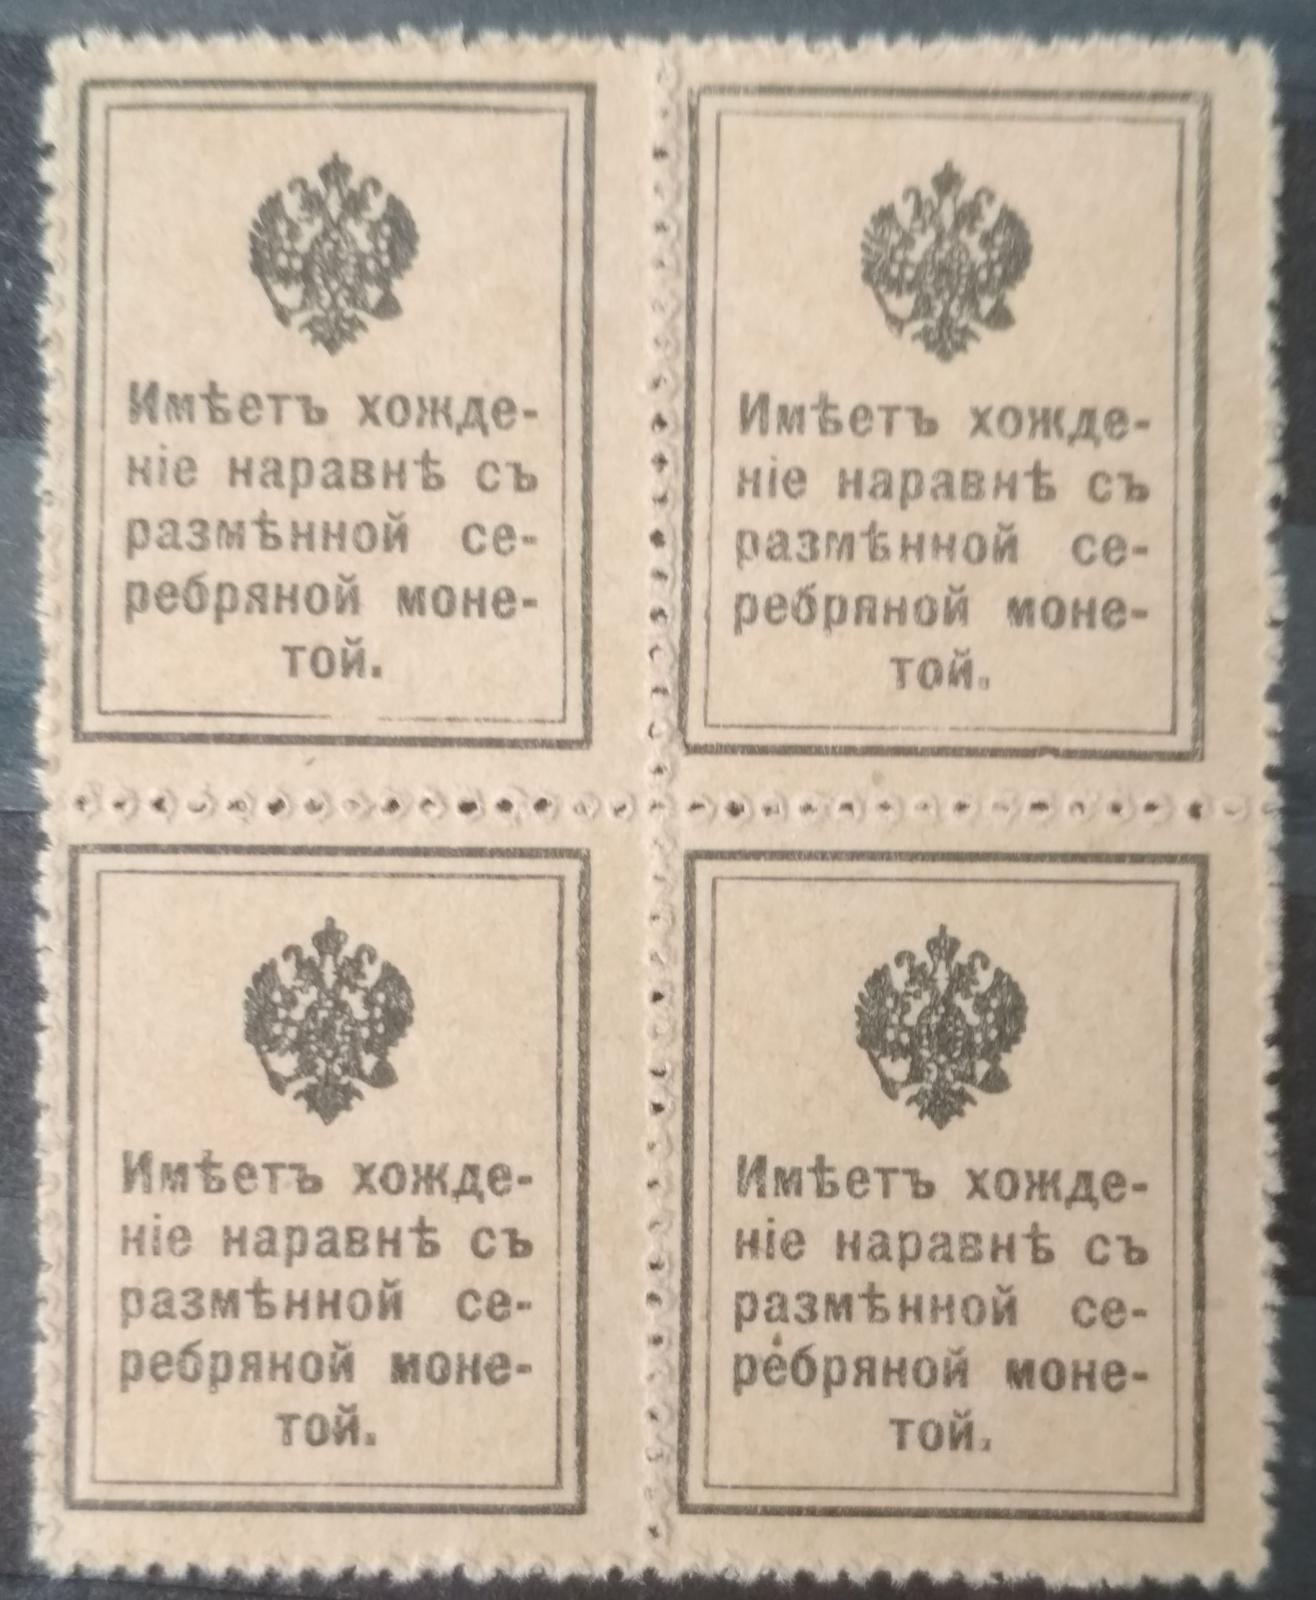 Имѣетъ хожде-
ніе наравнѣ съ
размѣнной се-
ребряной моне-
той.
Имѣетъ хожде-
ніе наравнѣ съ
размѣнной се-
ребряной моне-
той.
Имѣетъ хожде-
ніе наравнѣ съ
размѣнной се-
ребряной моне-
той.
Имѣетъ хожде-
ніе наравнѣ съ
размѣнной се-
ребряной моне-
той.